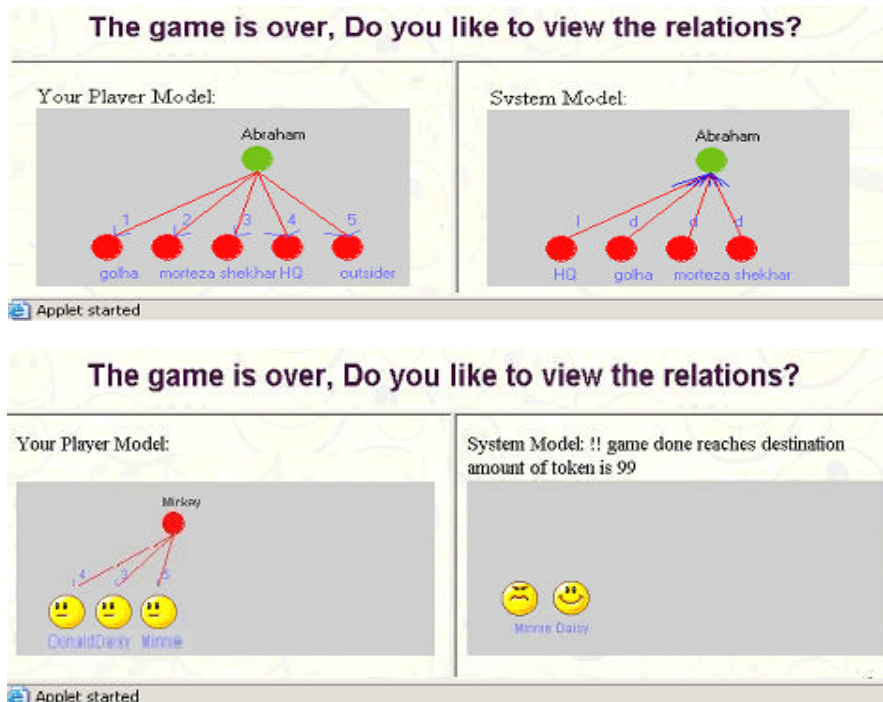 The game is over, Do you like to view the relations?
Your Player Model:
Abraham
1 2 3 4 5
golha morteza shekhar HQ outsider
System Model:
Abraham
l d d d
HQ golha morteza shekhar
Applet started
The game is over, Do you like to view the relations?
Your Player Model:
Mickey
4 3 5
Donald Daisy Minnie
System Model: !! game done reaches destination
amount of token is 99
Minnie Daisy
Applet started